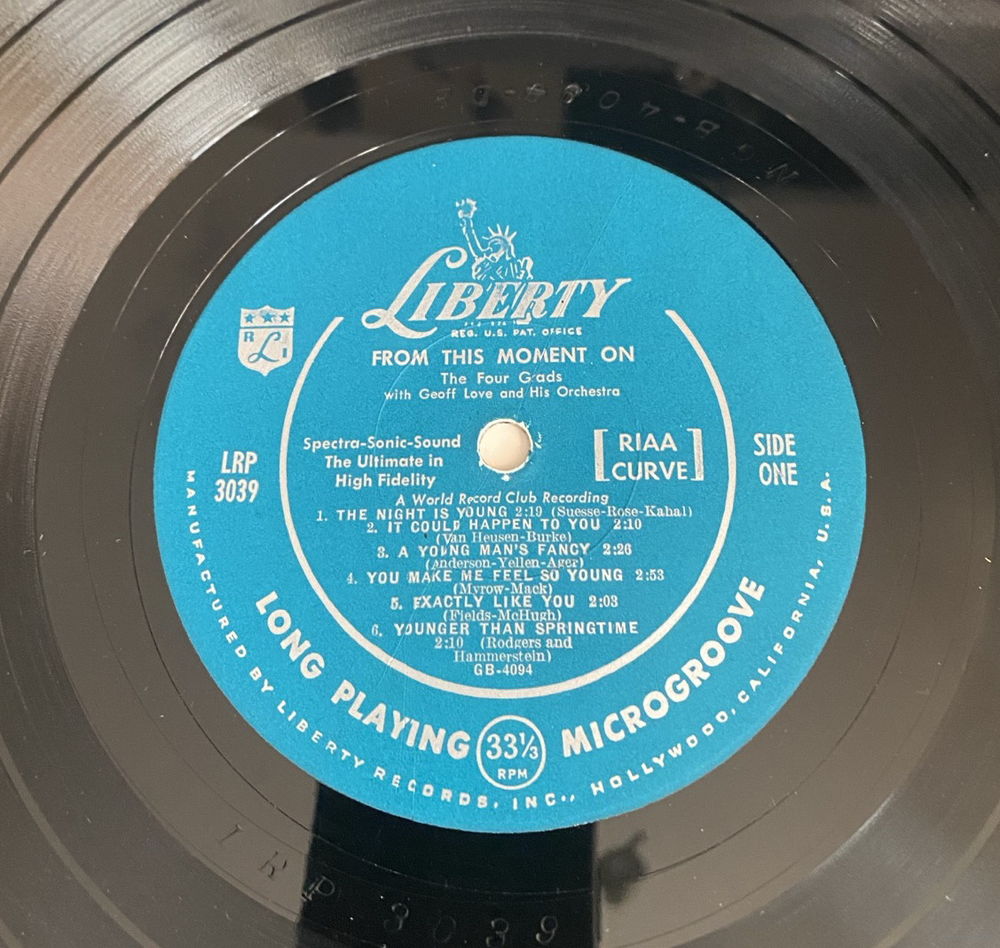 LIBERTY
REG. U.S. PAT. OFFICE
R L I
FROM THIS MOMENT ON
The Four Grads
with Geoff Love and His Orchestra
Spectra-Sonic-Sound
The Ultimate in
High Fidelity
[RIAA
CURVE]
LRP
3039
SIDE
ONE
A World Record Club Recording
1. THE NIGHT IS YOUNG 2:19 (Suesse-Rose-Kahal)
2. IT COULD HAPPEN TO YOU 2:10
(Van Heusen-Burke)
3. A YOUNG MAN'S FANCY 2:26
(Anderson-Yellen-Ager)
4. YOU MAKE ME FEEL SO YOUNG 2:53
(Myrow-Mack)
5. EXACTLY LIKE YOU 2:03
(Fields-McHugh)
6. YOUNGER THAN SPRINGTIME
2:10 (Rodgers and
Hammerstein)
GB-4094
LONG PLAYING 33⅓ RPM MICROGROOVE
MANUFACTURED BY LIBERTY RECORDS, INC., HOLLYWOOD, CALIFORNIA, U.S.A.
LRP 3039